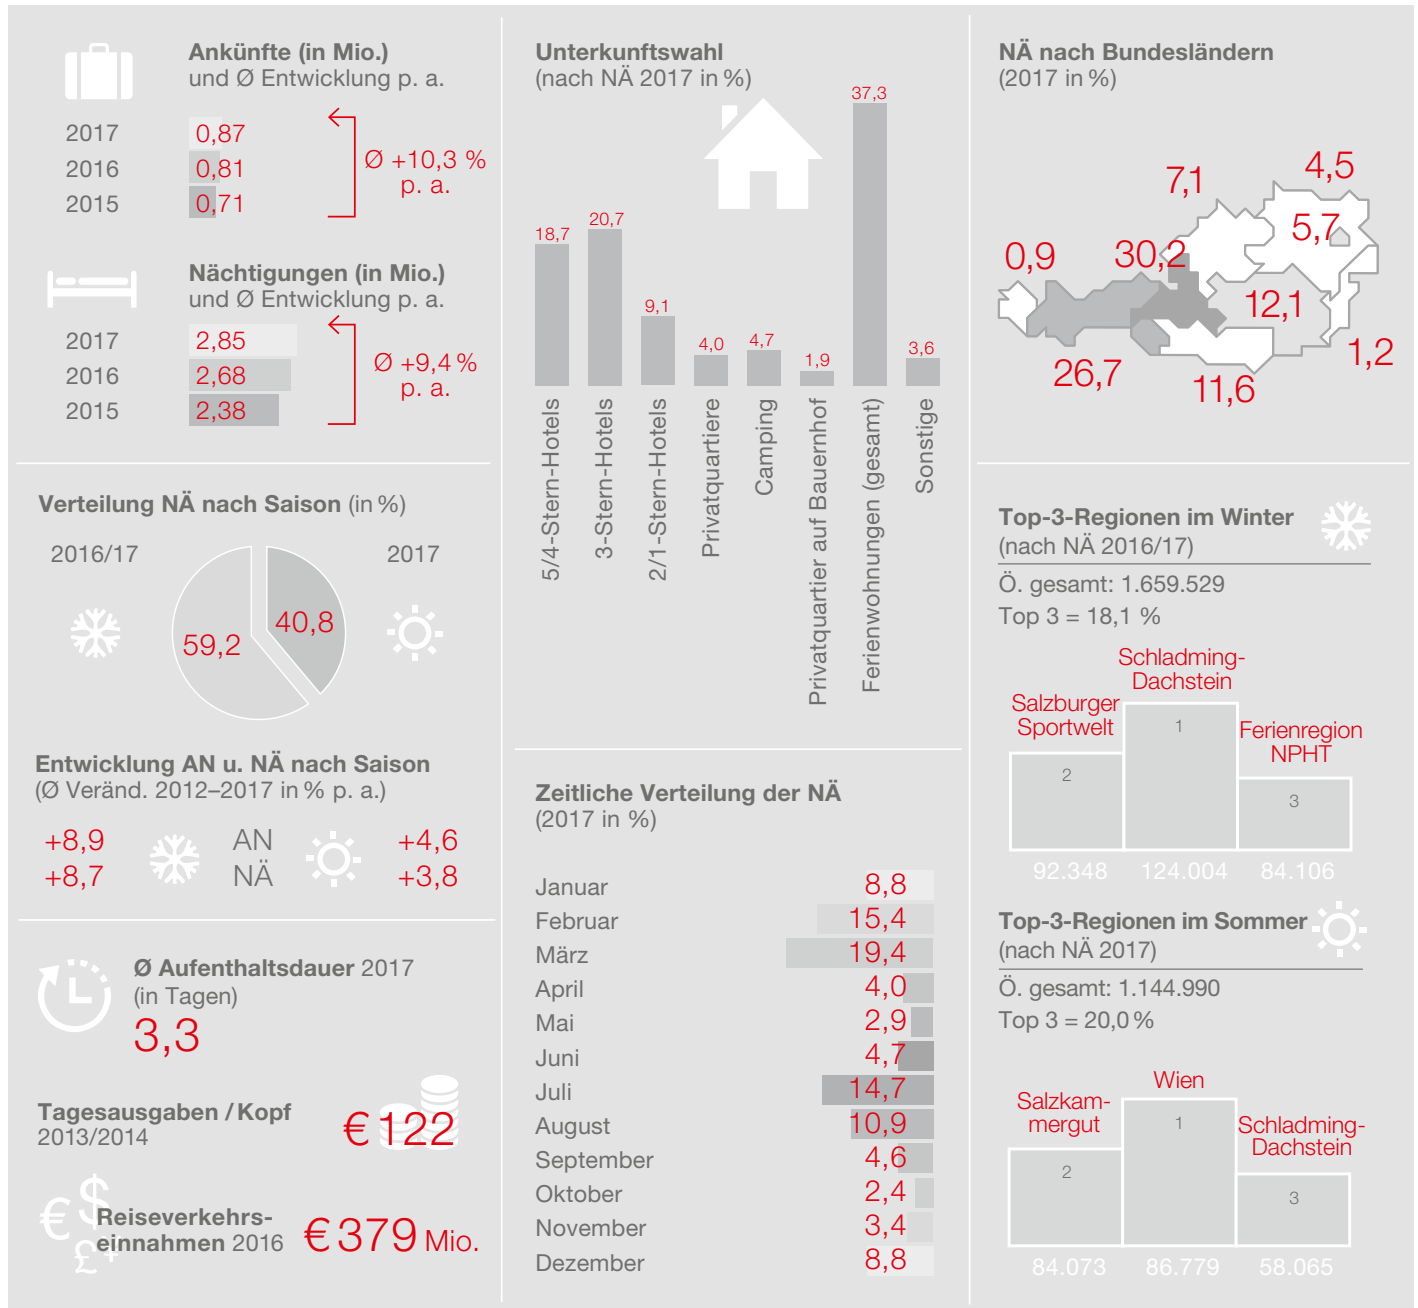 Ankünfte (in Mio.)
und Ø Entwicklung p. a.
2017 0,87
2016 0,81
2015 0,71
Ø +10,3 %
p. a.
Nächtigungen (in Mio.)
und Ø Entwicklung p. a.
2017 2,85
2016 2,68
2015 2,38
Ø +9,4 %
p. a.
Verteilung NÄ nach Saison (in %)
2016/17 2017
59,2 40,8
Entwicklung AN u. NÄ nach Saison
(Ø Veränd. 2012–2017 in % p. a.)
+8,9 AN +4,6
+8,7 NÄ +3,8
Ø Aufenthaltsdauer 2017
(in Tagen)
3,3
Tagesausgaben / Kopf
2013/2014
€ 122
€ $ £ ¥
Reiseverkehrs-
einnahmen 2016
€ 379 Mio.
Unterkunftswahl
(nach NÄ 2017 in %)
18,7 20,7 9,1 4,0 4,7 1,9 37,3 3,6
5/4-Stern-Hotels
3-Stern-Hotels
2/1-Stern-Hotels
Privatquartiere
Camping
Privatquartier auf Bauernhof
Ferienwohnungen (gesamt)
Sonstige
Zeitliche Verteilung der NÄ
(2017 in %)
Januar 8,8
Februar 15,4
März 19,4
April 4,0
Mai 2,9
Juni 4,7
Juli 14,7
August 10,9
September 4,6
Oktober 2,4
November 3,4
Dezember 8,8
NÄ nach Bundesländern
(2017 in %)
4,5
7,1
5,7
0,9 30,2
12,1
1,2
26,7
11,6
Top-3-Regionen im Winter
(nach NÄ 2016/17)
Ö. gesamt: 1.659.529
Top 3 = 18,1 %
Schladming-
Dachstein
Salzburger
Sportwelt
Ferienregion
NPHT
1
2
3
92.348 124.004 84.106
Top-3-Regionen im Sommer
(nach NÄ 2017)
Ö. gesamt: 1.144.990
Top 3 = 20,0 %
Wien
Salzkam-
mergut
Schladming-
Dachstein
1
2
3
84.073 86.779 58.065